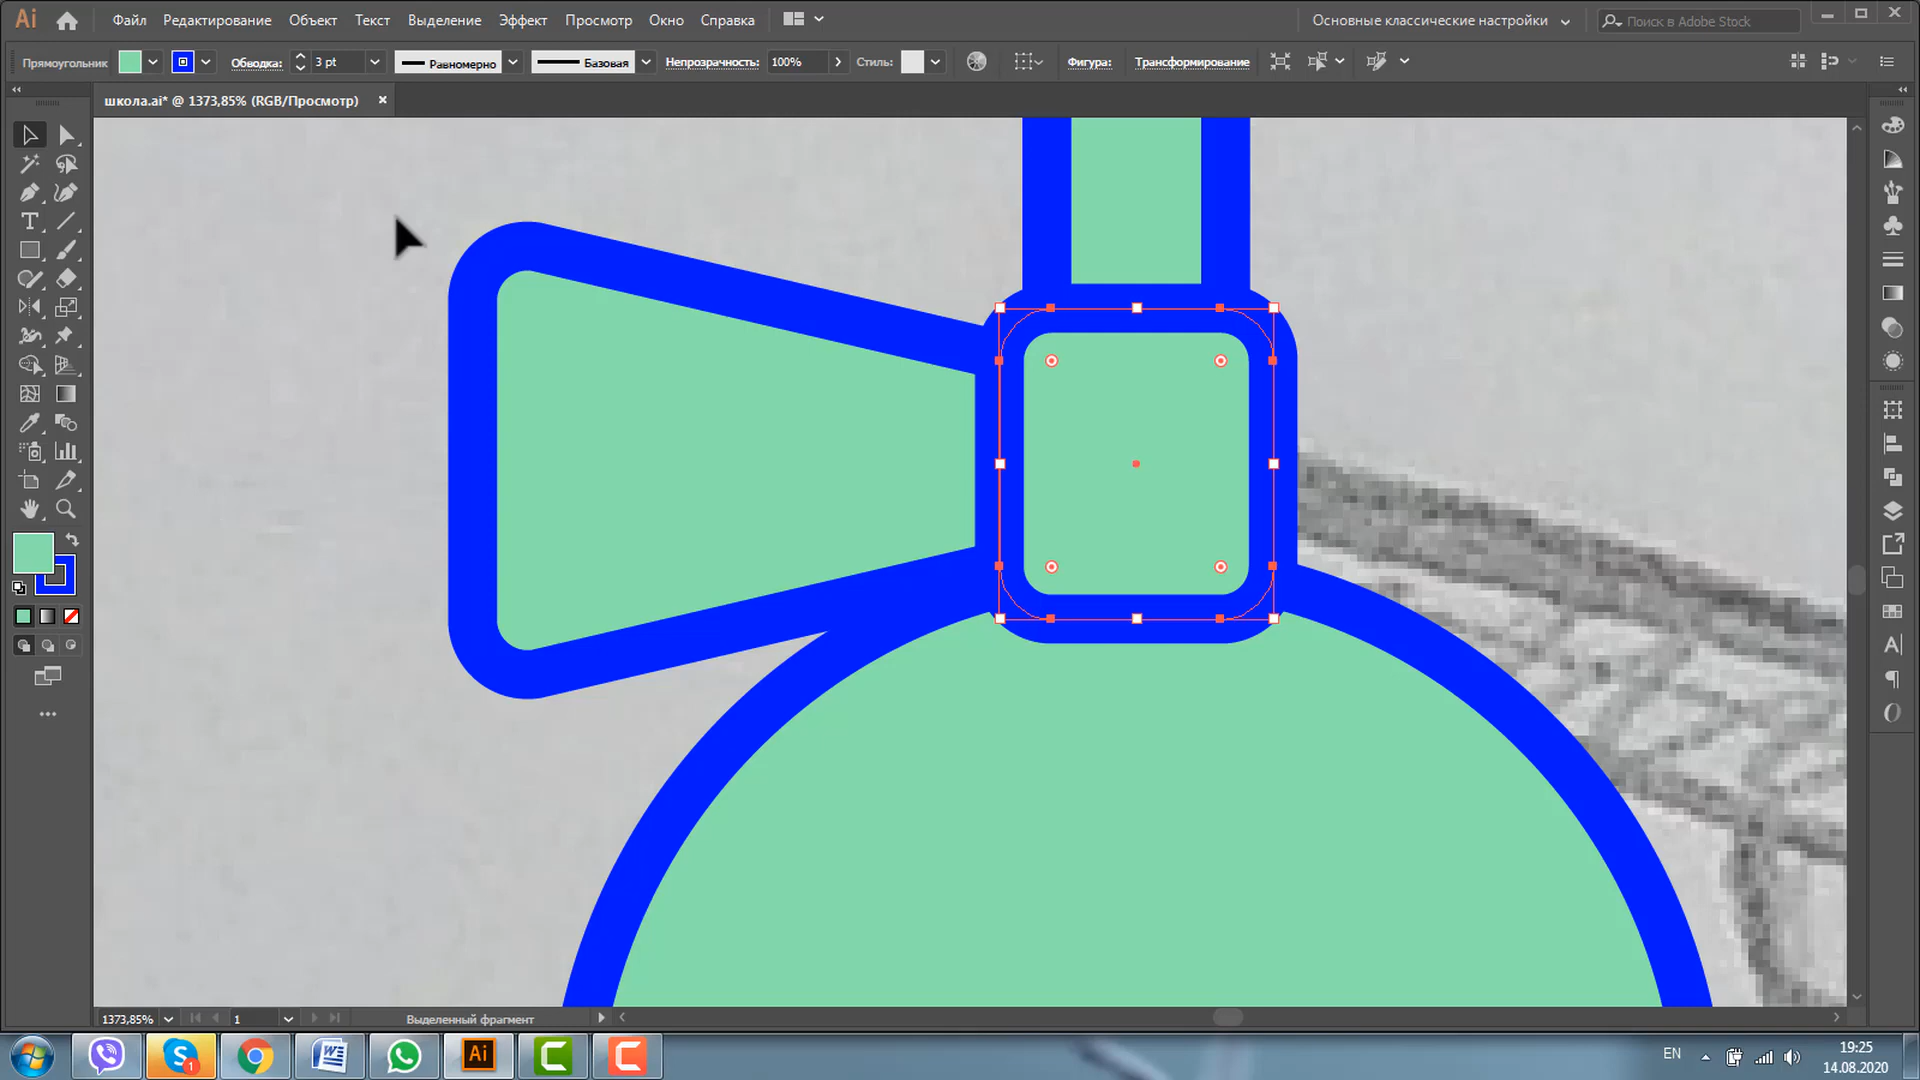 Ai Файл Редактирование Объект Текст Выделение Эффект Просмотр Окно Справка Основные классические настройки Поиск в Adobe Stock
Прямоугольник Обводка: 3 pt Равномерно Базовая Непрозрачность: 100% Стиль: Фигура: Трансформирование
школа.ai* @ 1373,85% (RGB/Просмотр)
1373,85% 1 Выделенный фрагмент
1 Ai EN 19:25
14.08.2020